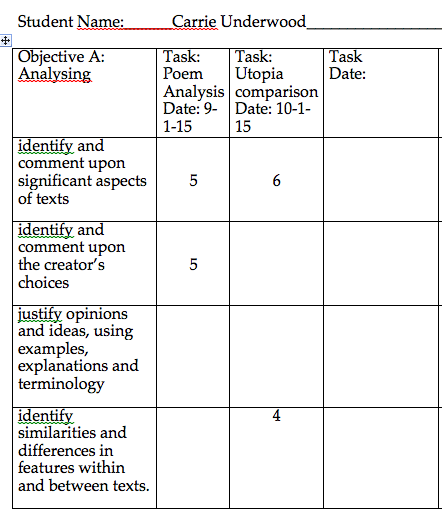 Student Name:______Carrie Underwood_________________
Objective A:
Analysing
Task:
Poem
Analysis
Date: 9-
1-15
Task:
Utopia
comparison
Date: 10-1-
15
Task
Date:
identify and
comment upon
significant aspects
of texts
5
6
identify and
comment upon
the creator's
choices
5
justify opinions
and ideas, using
examples,
explanations and
terminology
identify
similarities and
differences in
features within
and between texts.
4